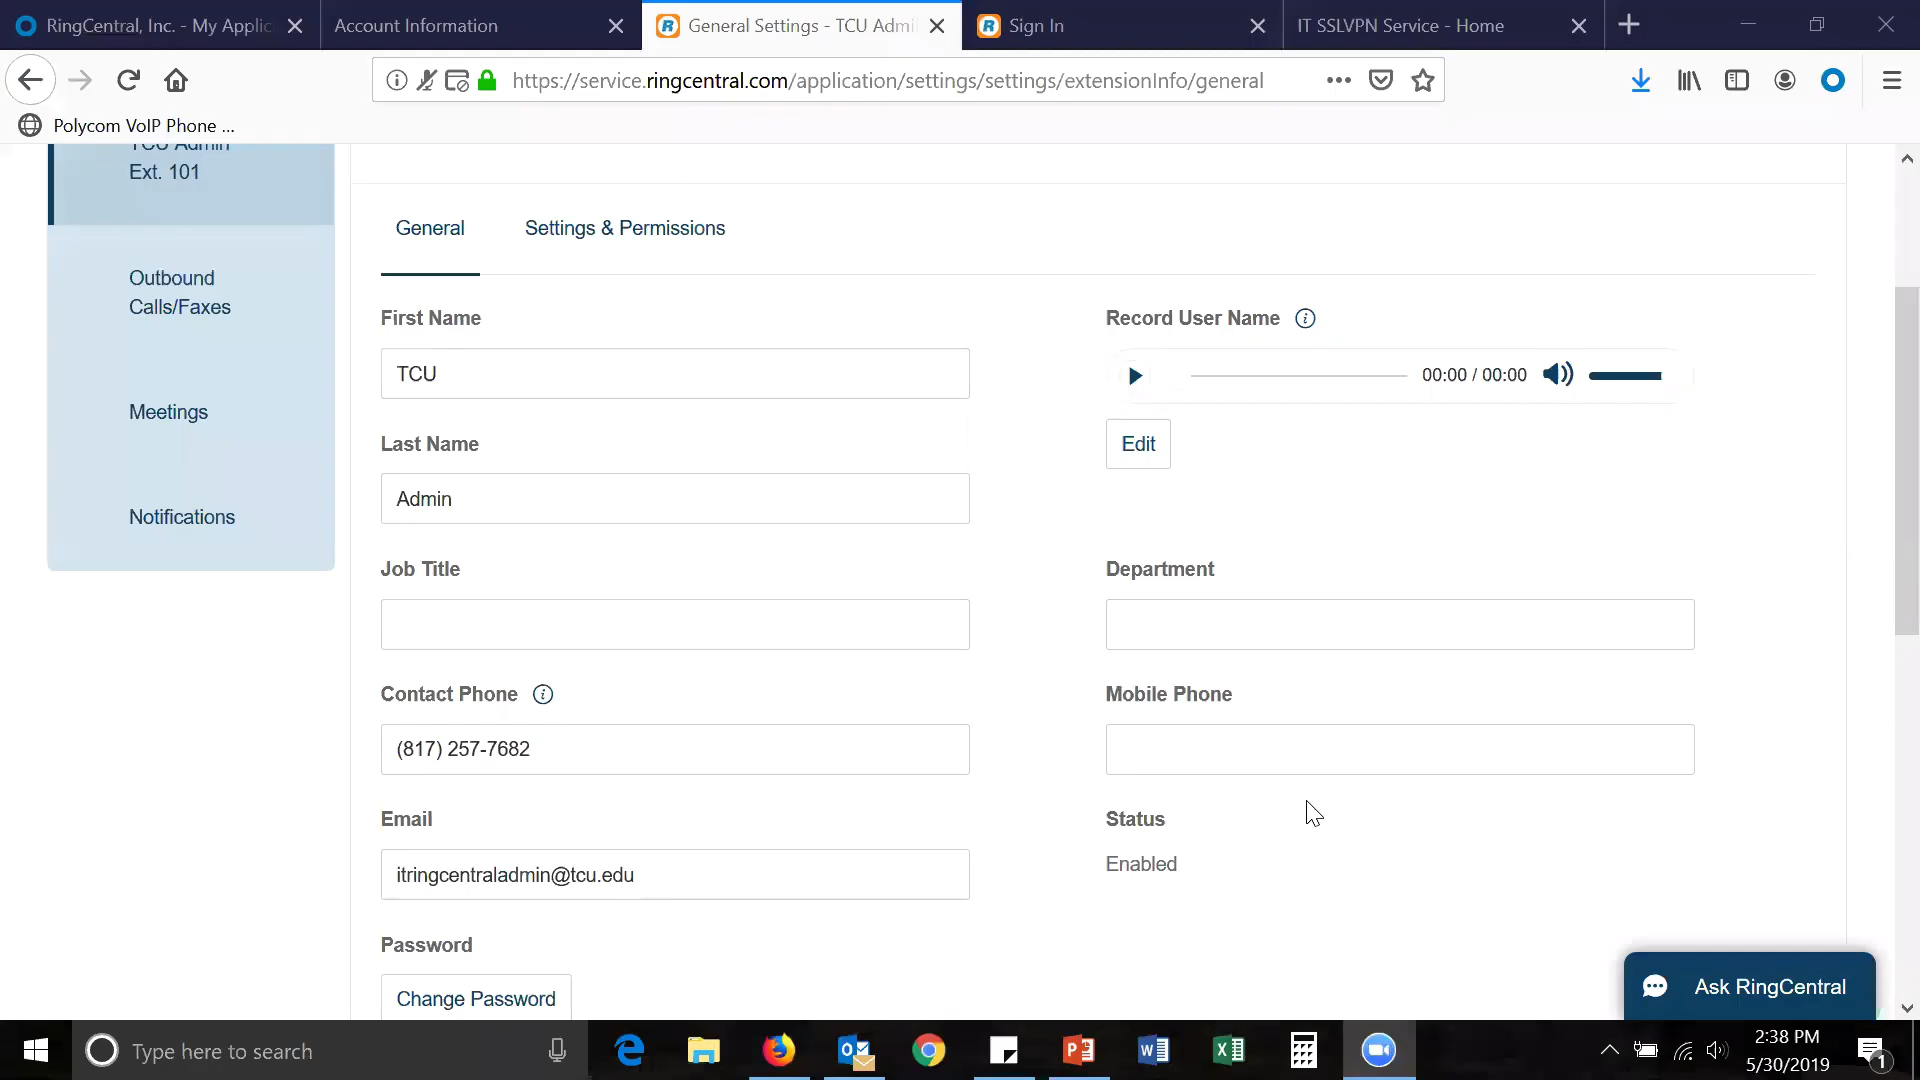 RingCentral, Inc. - My Applic
Account Information
General Settings - TCU Admi
Sign In
IT SSLVPN Service - Home
https://service.ringcentral.com/application/settings/settings/extensionInfo/general
Polycom VoIP Phone ...
TCU Admin
Ext. 101
Outbound
Calls/Faxes
Meetings
Notifications
General
Settings & Permissions
First Name
TCU
Record User Name
00:00 / 00:00
Edit
Last Name
Admin
Job Title
Department
Contact Phone
(817) 257-7682
Mobile Phone
Email
itringcentraladmin@tcu.edu
Status
Enabled
Password
Change Password
Ask RingCentral
Type here to search
2:38 PM
5/30/2019
1